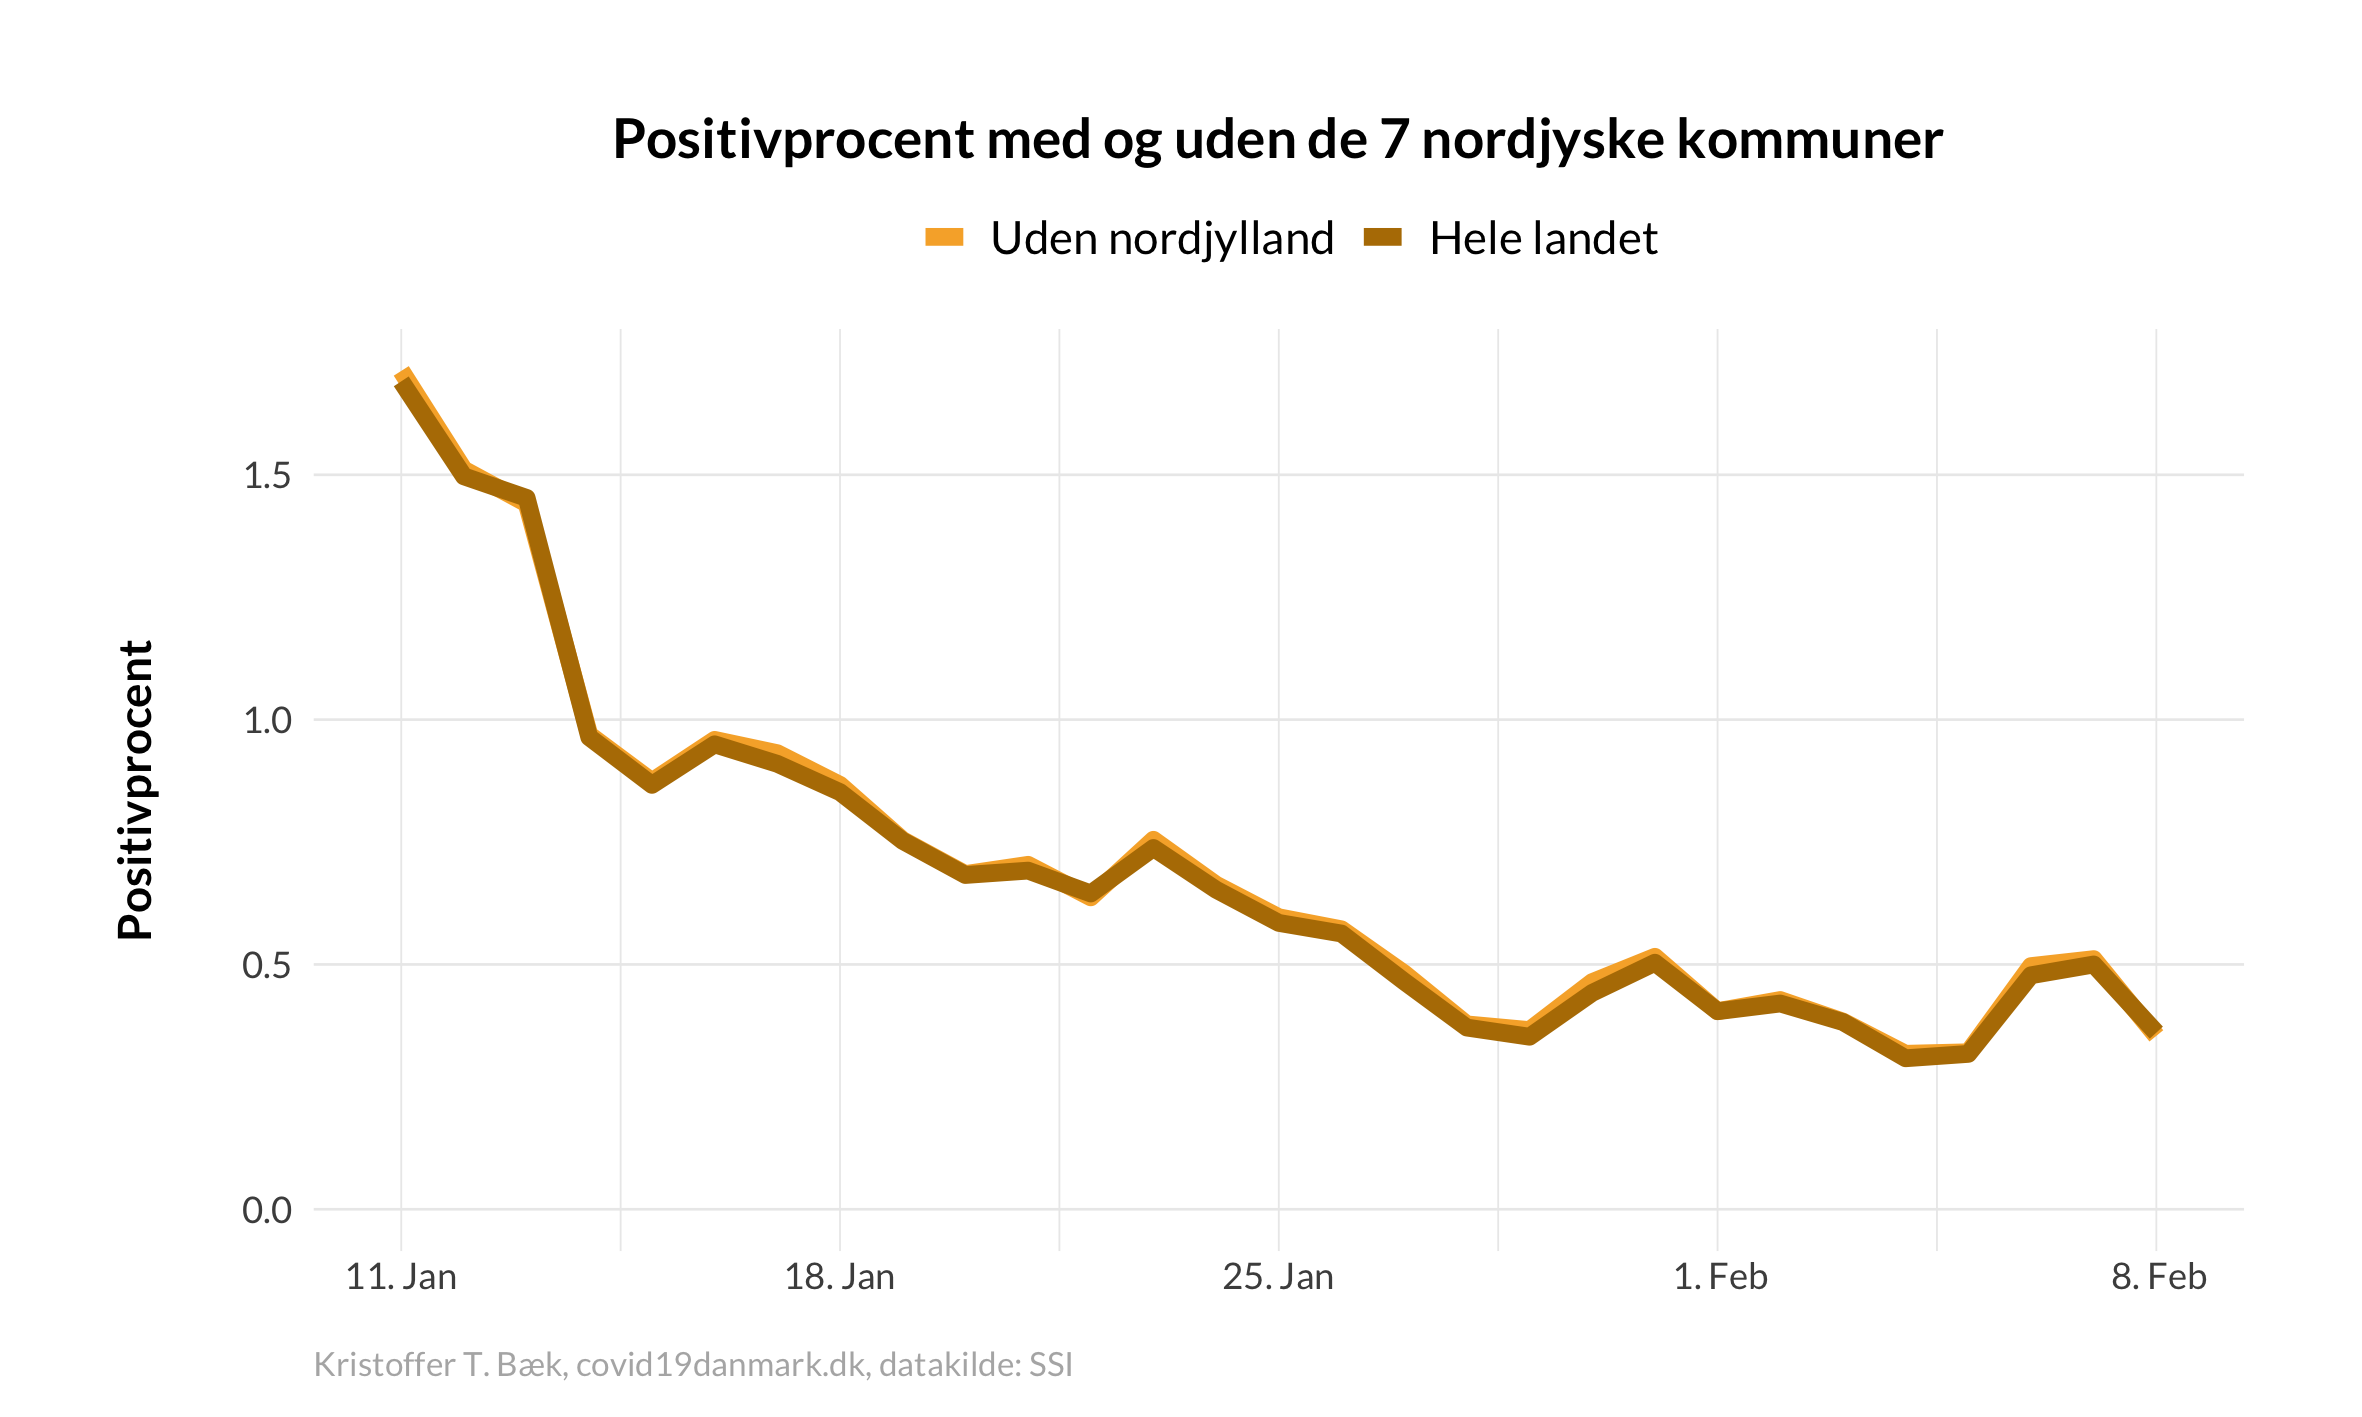 Positivprocent med og uden de 7 nordjyske kommuner
Uden nordjylland Hele landet
Positivprocent
1.5
1.0
0.5
0.0
11. Jan 18. Jan 25. Jan 1. Feb 8. Feb
Kristoffer T. Bæk, covid19danmark.dk, datakilde: SSI